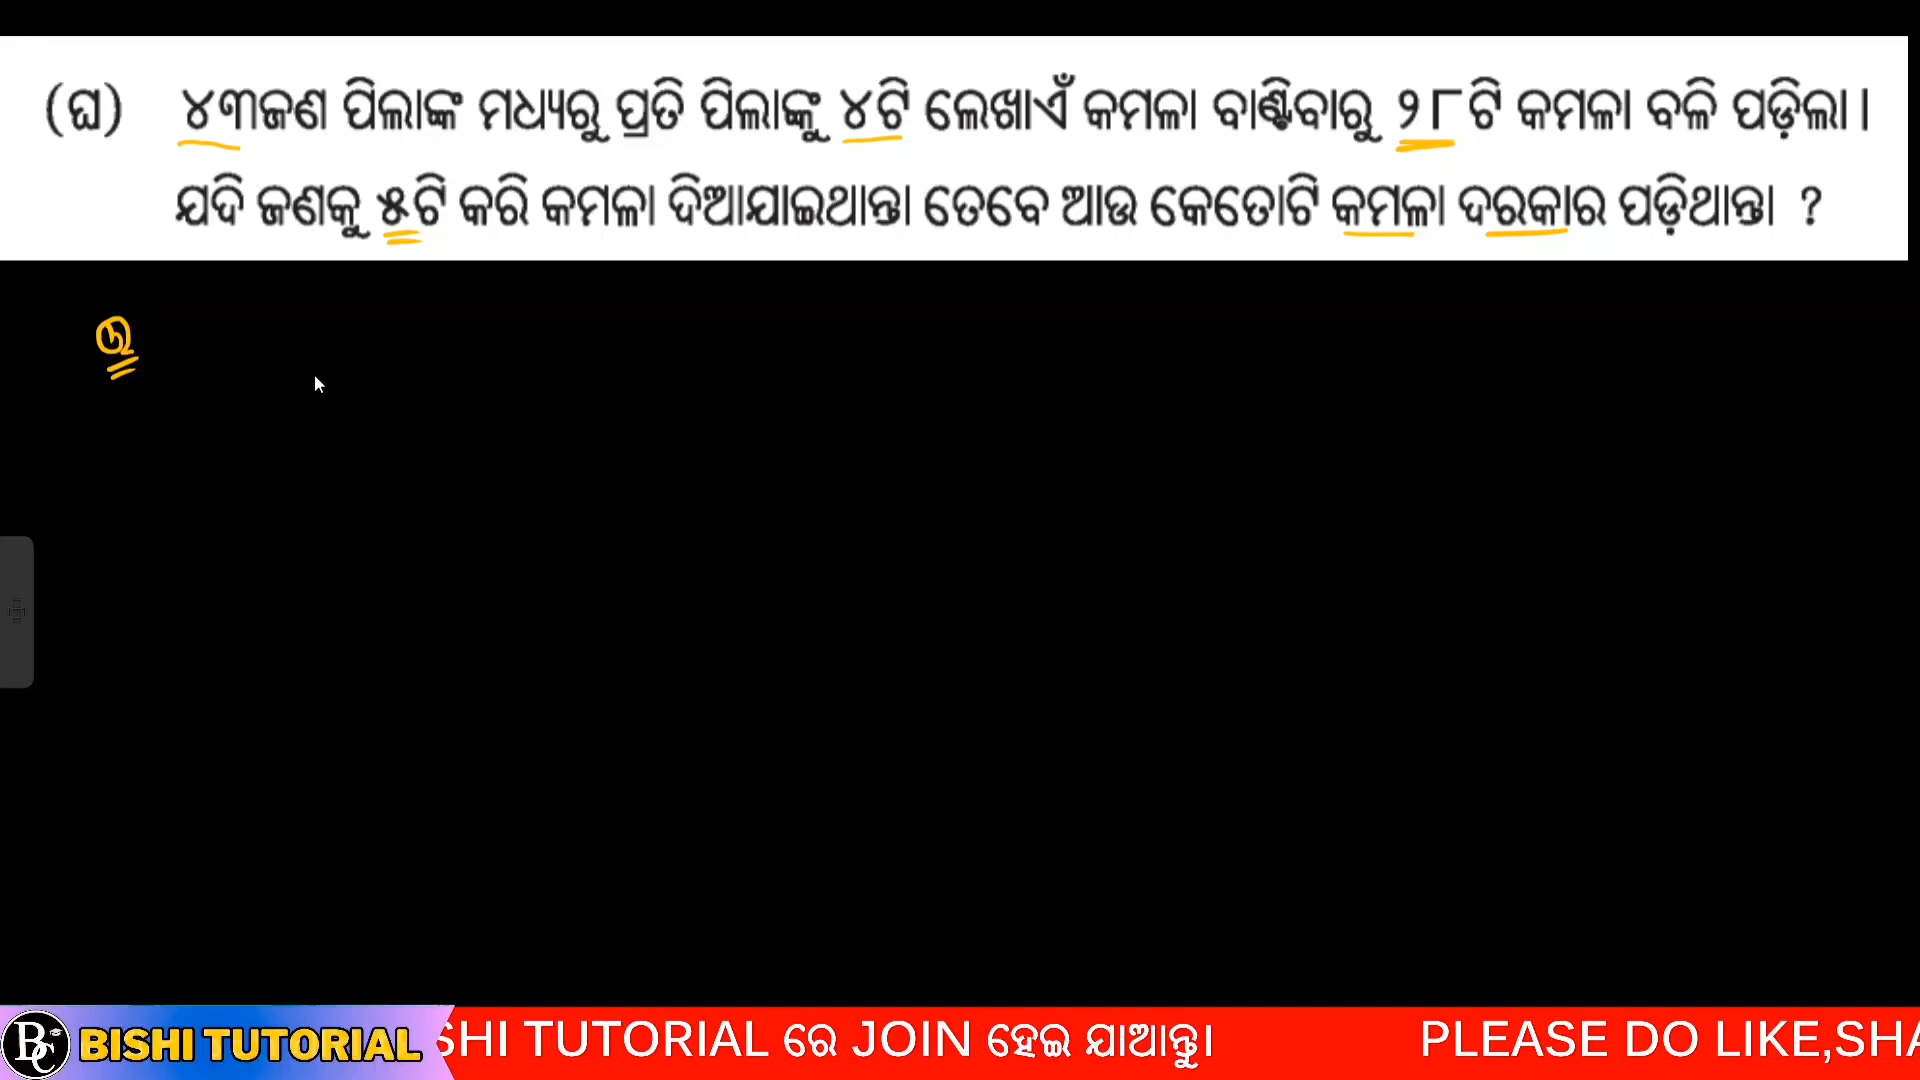 (ଘ) ୪୩ଜଣ ପିଲାଙ୍କ ମଧ୍ୟରୁ ପ୍ରତି ପିଲାଙ୍କୁ ୪ଟି ଲେଖାଏଁ କମଳା ବାଣ୍ଟିବାରୁ ୨୮ଟି କମଳା ବଳି ପଡ଼ିଲା ।
ଯଦି ଜଣକୁ ୫ଟି କରି କମଳା ଦିଆଯାଇଥାନ୍ତା ତେବେ ଆଉ କେତୋଟି କମଳା ଦରକାର ପଡ଼ିଥାନ୍ତା ?
ଉ
BC BISHI TUTORIAL SHI TUTORIAL ରେ JOIN ହେଇ ଯାଆନ୍ତୁ। PLEASE DO LIKE,SHA